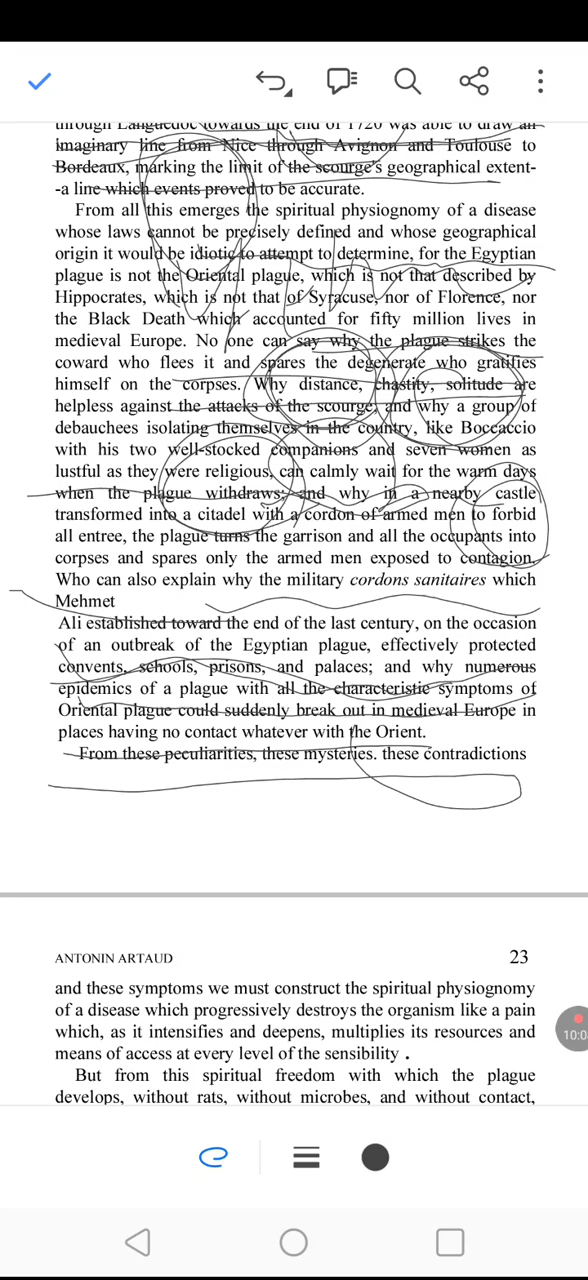 through Languedoc towards the end of 1720 was able to draw an
imaginary line from Nice through Avignon and Toulouse to
Bordeaux, marking the limit of the scourge's geographical extent-
-a line which events proved to be accurate.
From all this emerges the spiritual physiognomy of a disease
whose laws cannot be precisely defined and whose geographical
origin it would be idiotic to attempt to determine, for the Egyptian
plague is not the Oriental plague, which is not that described by
Hippocrates, which is not that of Syracuse, nor of Florence, nor
the Black Death which accounted for fifty million lives in
medieval Europe. No one can say why the plague strikes the
coward who flees it and spares the degenerate who gratifies
himself on the corpses. Why distance, chastity, solitude are
helpless against the attacks of the scourge; and why a group of
debauchees isolating themselves in the country, like Boccaccio
with his two well-stocked companions and seven women as
lustful as they were religious, can calmly wait for the warm days
when the plague withdraws; and why in a nearby castle
transformed into a citadel with a cordon of armed men to forbid
all entree, the plague turns the garrison and all the occupants into
corpses and spares only the armed men exposed to contagion.
Who can also explain why the military cordons sanitaires which
Mehmet
Ali established toward the end of the last century, on the occasion
of an outbreak of the Egyptian plague, effectively protected
convents, schools, prisons, and palaces; and why numerous
epidemics of a plague with all the characteristic symptoms of
Oriental plague could suddenly break out in medieval Europe in
places having no contact whatever with the Orient.
From these peculiarities, these mysteries. these contradictions
ANTONIN ARTAUD 23
and these symptoms we must construct the spiritual physiognomy
of a disease which progressively destroys the organism like a pain
which, as it intensifies and deepens, multiplies its resources and
means of access at every level of the sensibility .
But from this spiritual freedom with which the plague
develops, without rats, without microbes, and without contact,